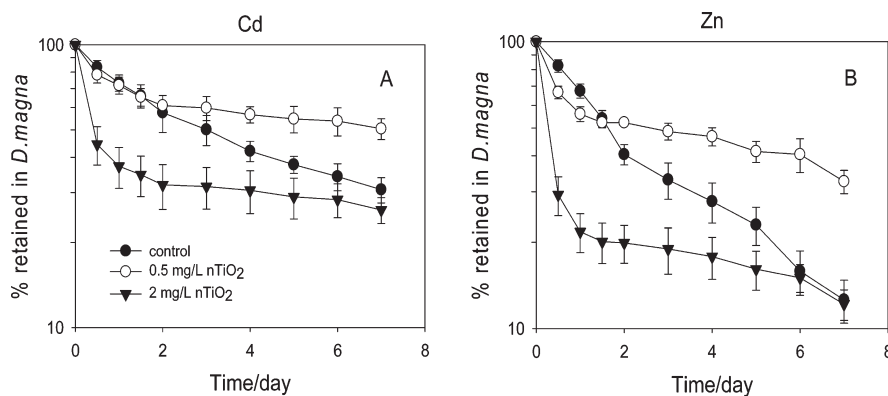 Cd
100
A
% retained in D.magna
control
0.5 mg/L nTiO2
2 mg/L nTiO2
10
0 2 4 6 8
Time/day
Zn
100
B
% retained in D.magna
10
0 2 4 6 8
Time/day